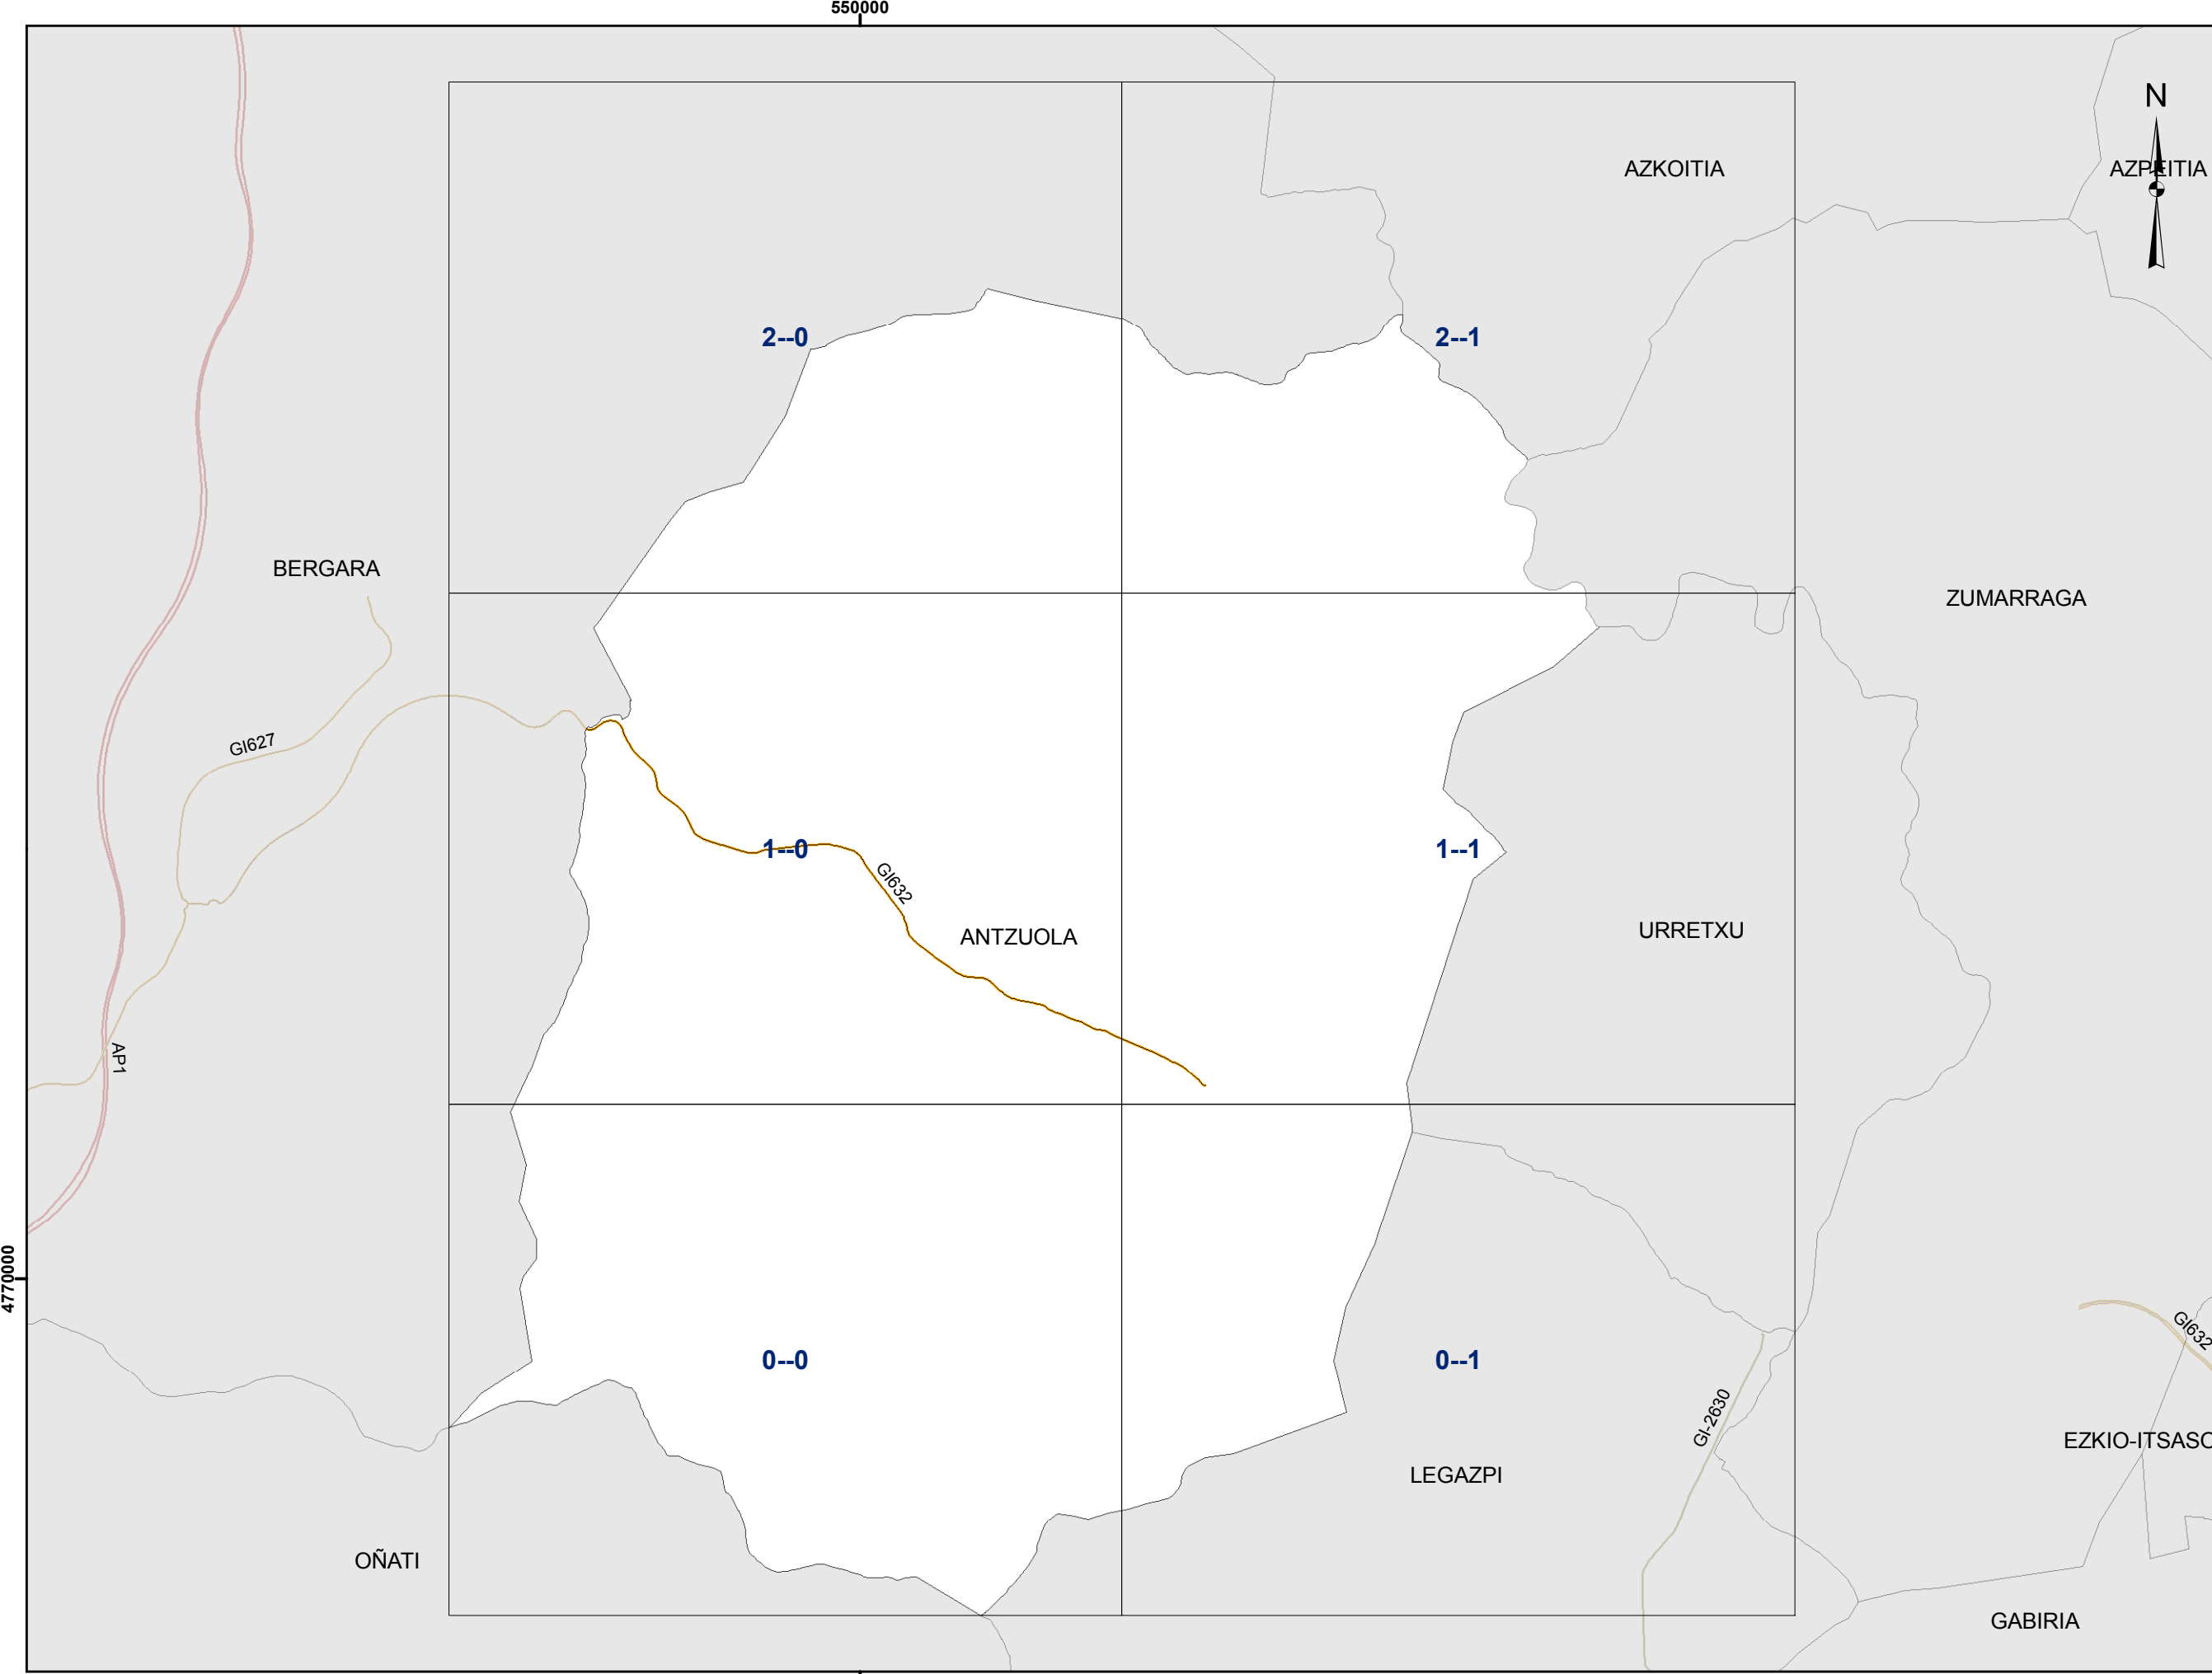 550000
N
AZKOITIA
AZPEITIA
2--0
2--1
BERGARA
ZUMARRAGA
GI627
1--0
1--1
GI632
ANTZUOLA
URRETXU
AP1
4770000
GI632
0--0
0--1
GI-2630
EZKIO-ITSASO
LEGAZPI
OÑATI
GABIRIA